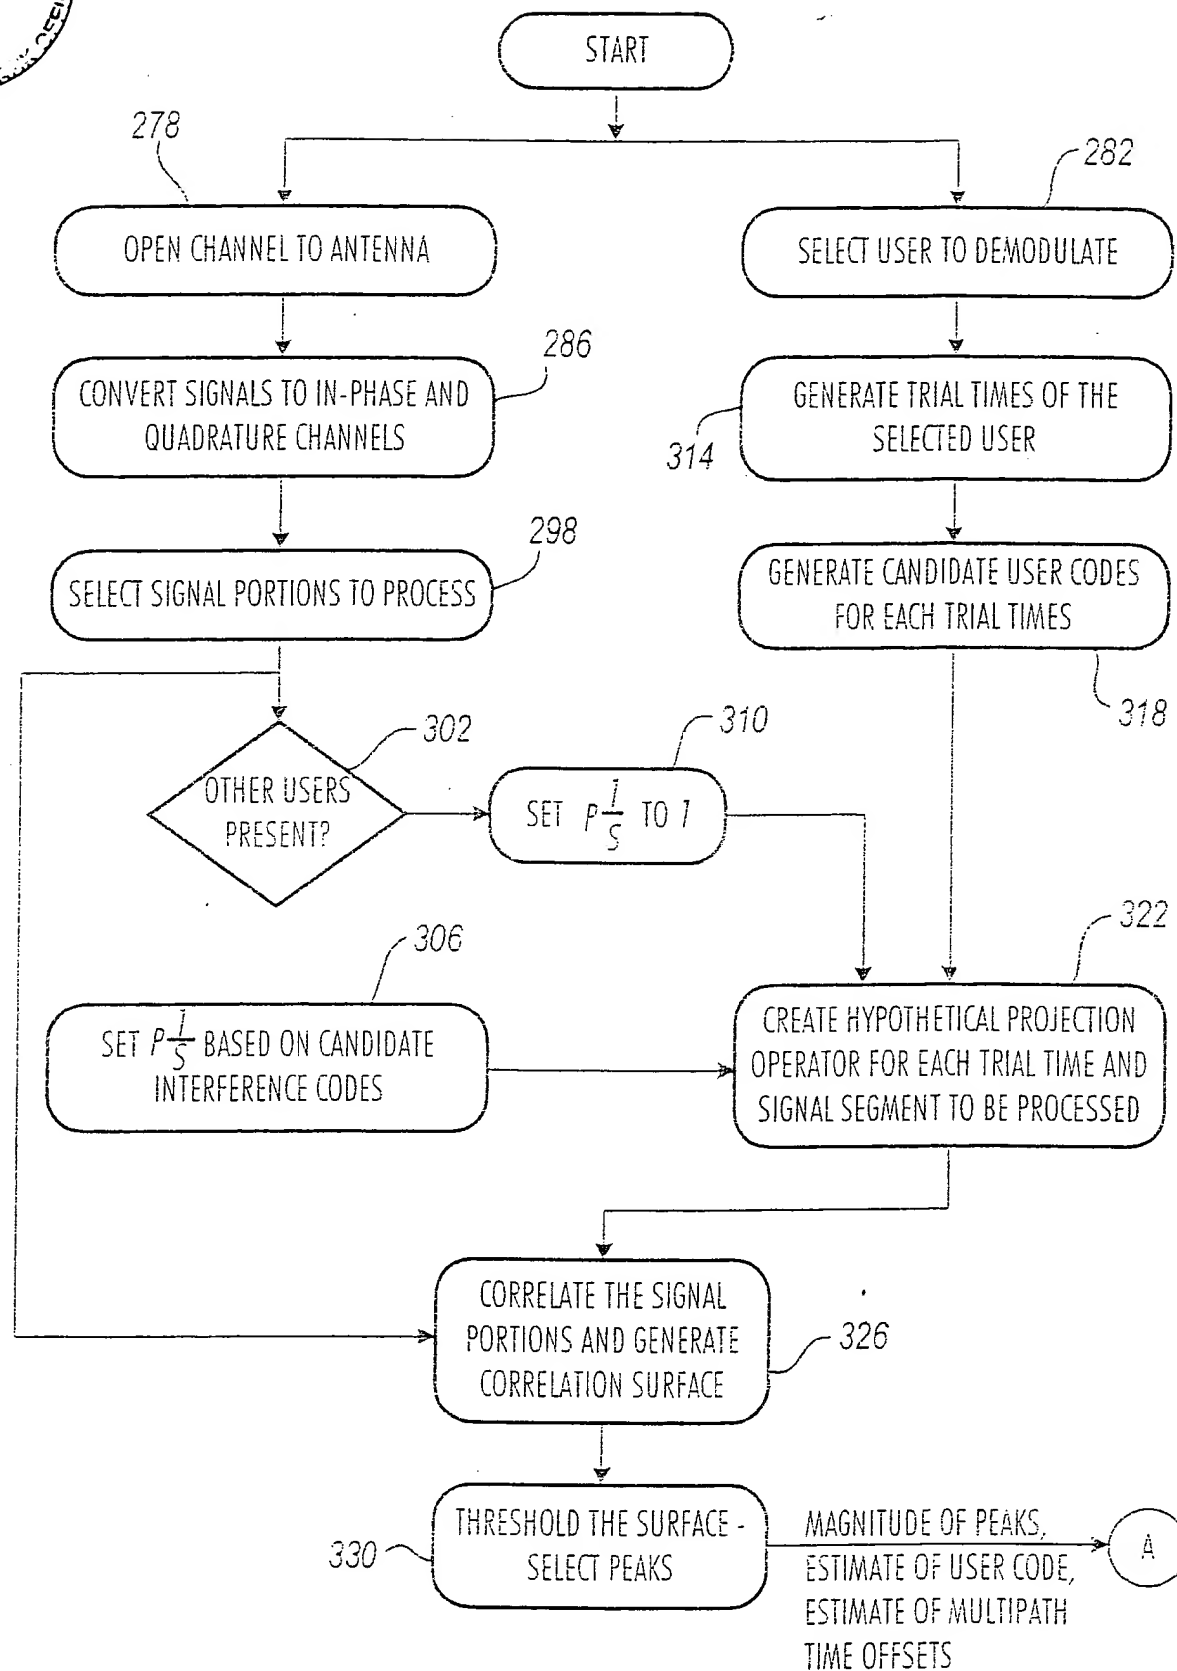 START
278
282
OPEN CHANNEL TO ANTENNA
SELECT USER TO DEMODULATE
286
CONVERT SIGNALS TO IN-PHASE AND
QUADRATURE CHANNELS
GENERATE TRIAL TIMES OF THE
SELECTED USER
314
298
SELECT SIGNAL PORTIONS TO PROCESS
GENERATE CANDIDATE USER CODES
FOR EACH TRIAL TIMES
318
302
OTHER USERS
PRESENT?
310
SET P⊥/S TO 1
306
SET P⊥/S BASED ON CANDIDATE
INTERFERENCE CODES
322
CREATE HYPOTHETICAL PROJECTION
OPERATOR FOR EACH TRIAL TIME AND
SIGNAL SEGMENT TO BE PROCESSED
CORRELATE THE SIGNAL
PORTIONS AND GENERATE
CORRELATION SURFACE
326
THRESHOLD THE SURFACE -
SELECT PEAKS
330
MAGNITUDE OF PEAKS,
ESTIMATE OF USER CODE,
ESTIMATE OF MULTIPATH
TIME OFFSETS
A